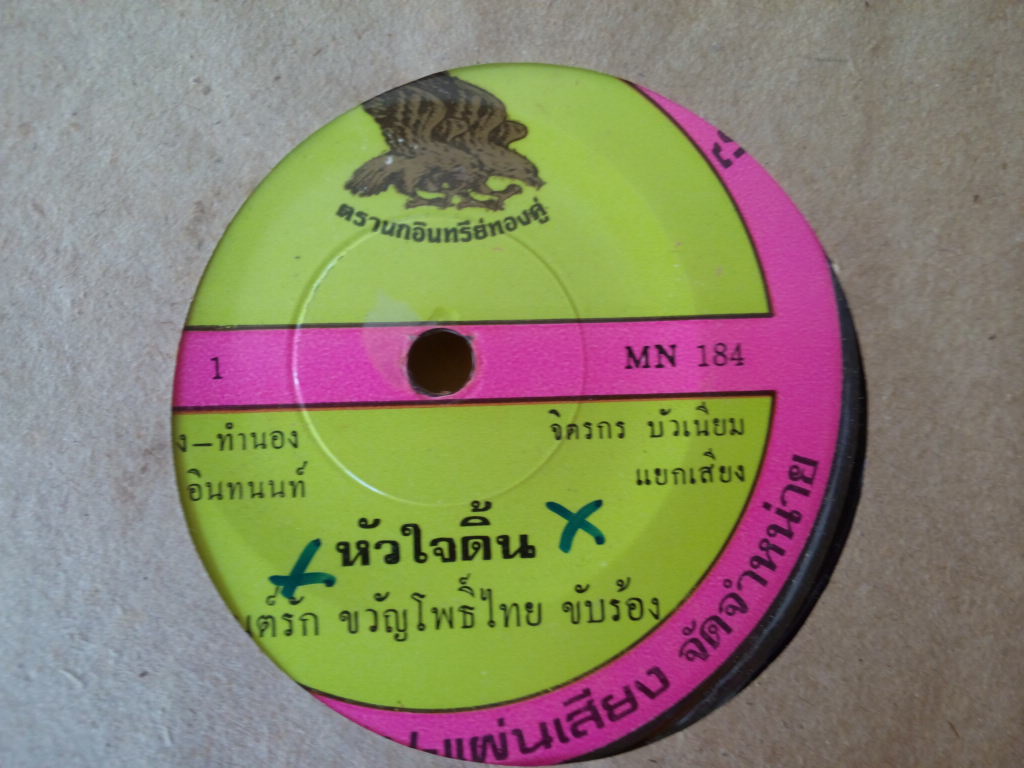 ตรานกอินทรีย์ทองคู่
1
MN 184
ง-ทำนอง
จิตรกร บัวเนียม
อินทนนท์
แยกเสียง
หัวใจดิ้น
ขวัญโพธิ์ไทย ขับร้อง
แผ่นเสียง จัดจำหน่าย